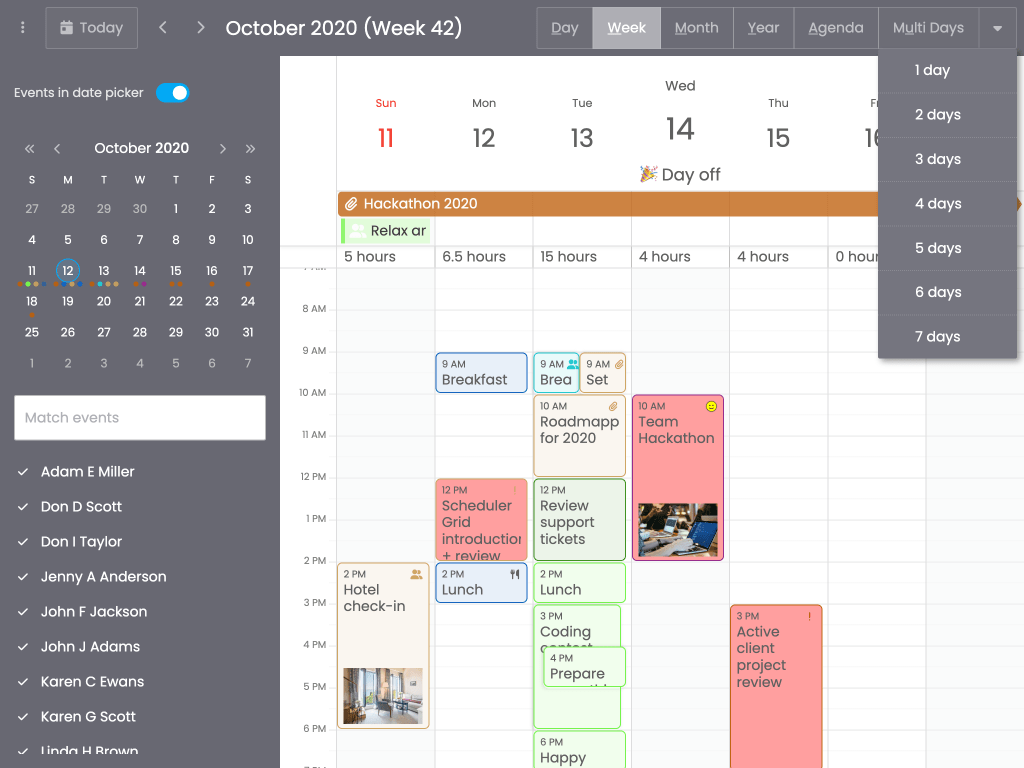 Today
October 2020 (Week 42)
Day Week Month Year Agenda Multi Days
1 day
2 days
3 days
4 days
5 days
6 days
7 days
Events in date picker
« ‹ October 2020 › »
S M T W T F S
27 28 29 30 1 2 3
4 5 6 7 8 9 10
11 12 13 14 15 16 17
18 19 20 21 22 23 24
25 26 27 28 29 30 31
1 2 3 4 5 6 7
Match events
Adam E Miller
Don D Scott
Don I Taylor
Jenny A Anderson
John F Jackson
John J Adams
Karen C Ewans
Karen G Scott
Linda H Brown
Sun Mon Tue Wed Thu
11 12 13 14 15
Day off
Hackathon 2020
Relax ar
5 hours 6.5 hours 15 hours 4 hours 4 hours
8 AM
9 AM
10 AM
11 AM
12 PM
1 PM
2 PM
3 PM
4 PM
5 PM
6 PM
2 PM
Hotel
check-in
9 AM
Breakfast
12 PM
Scheduler
Grid
introduction
+ review
2 PM
Lunch
9 AM
Brea
9 AM
Set
10 AM
Roadmapp
for 2020
12 PM
Review
support
tickets
2 PM
Lunch
3 PM
Coding
4 PM
Prepare
6 PM
Happy
10 AM
Team
Hackathon
3 PM
Active
client
project
review